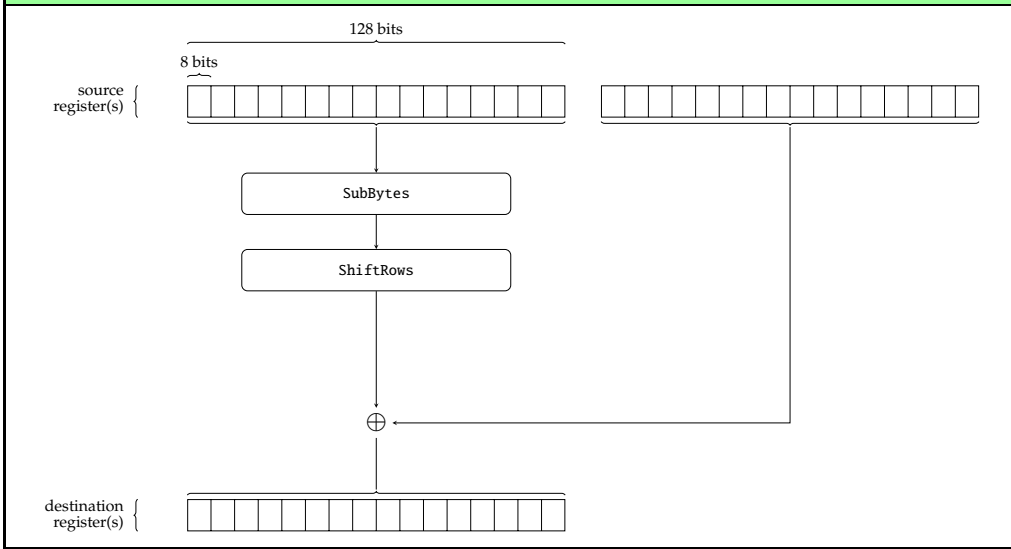 128 bits
8 bits
source
register(s)
SubBytes
ShiftRows
destination
register(s)